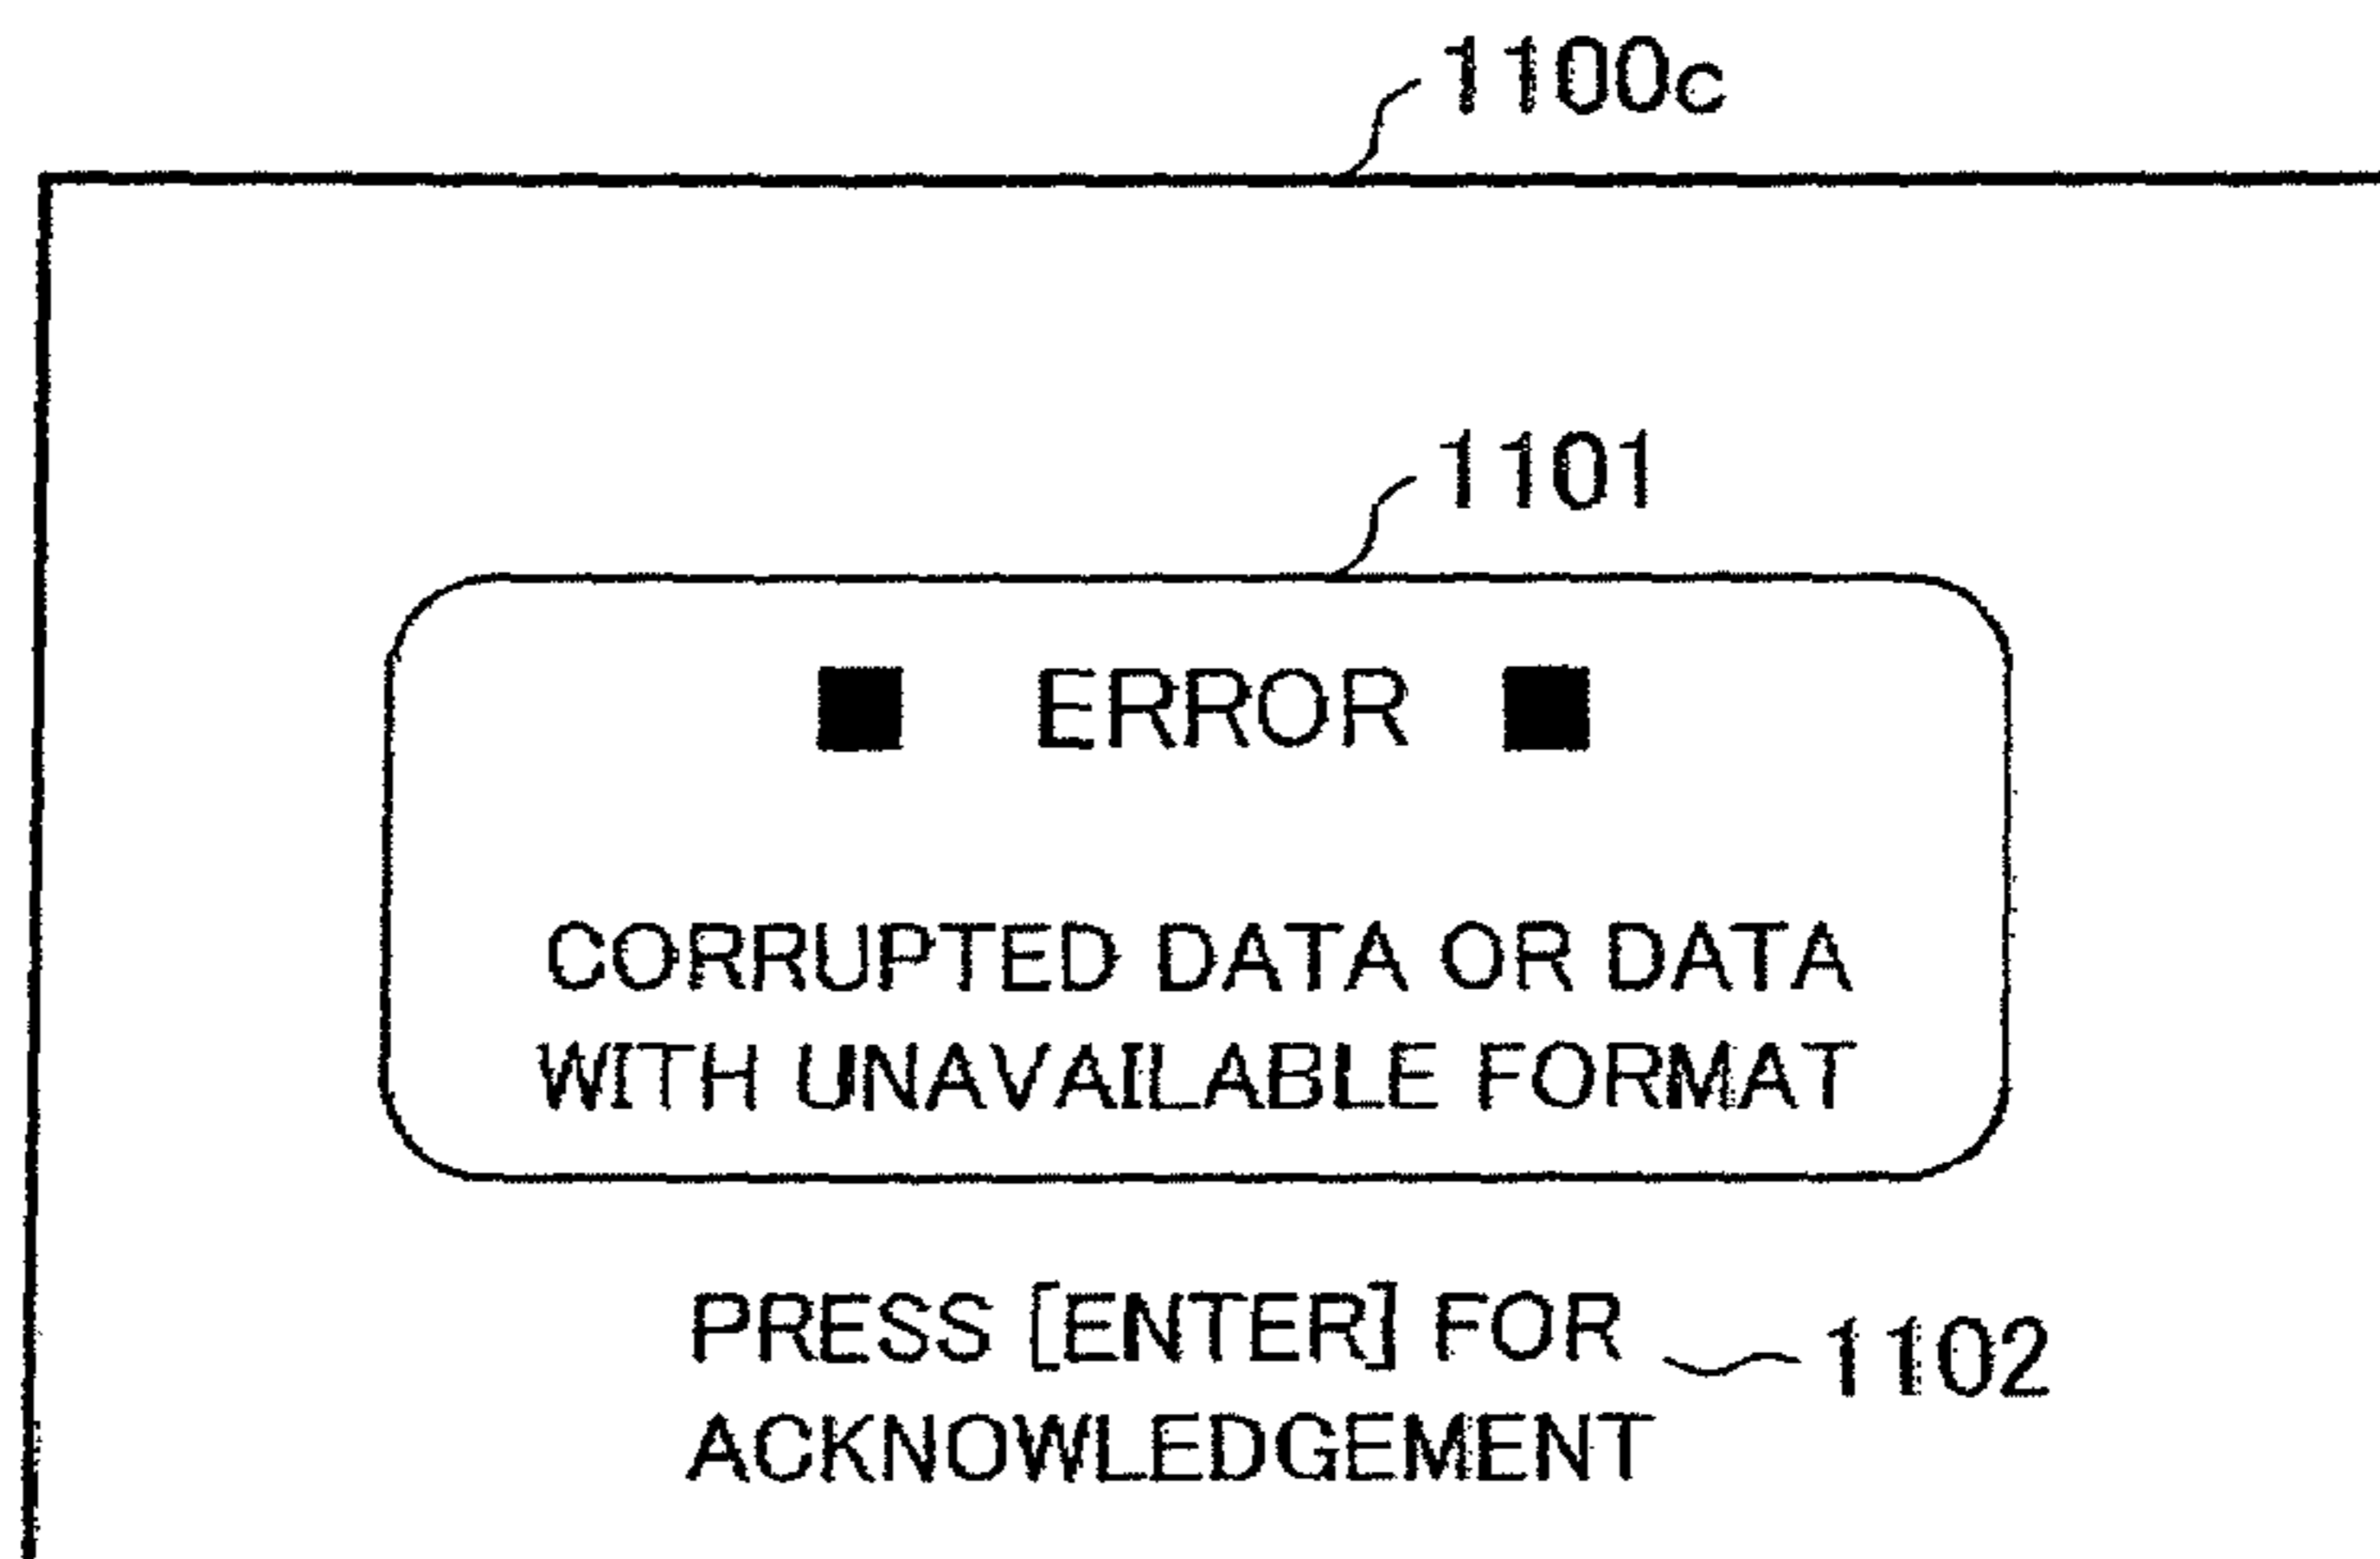 1100c
1101
■ ERROR ■
CORRUPTED DATA OR DATA
WITH UNAVAILABLE FORMAT
PRESS [ENTER] FOR
1102
ACKNOWLEDGEMENT